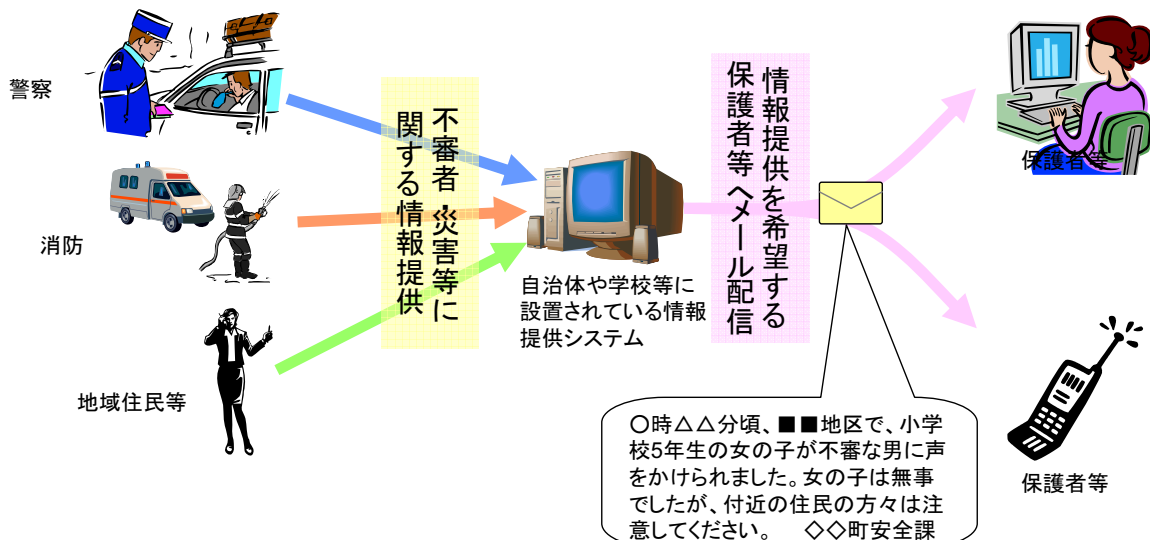 警察
消防
地域住民等
不審者・災害等に
関する情報提供
自治体や学校等に
設置されている情報
提供システム
情報提供を希望する
保護者等へメール配信
保護者等
保護者等
〇時△△分頃、■■地区で、小学
校5年生の女の子が不審な男に声
をかけられました。女の子は無事
でしたが、付近の住民の方々は注
意してください。　◇◇町安全課